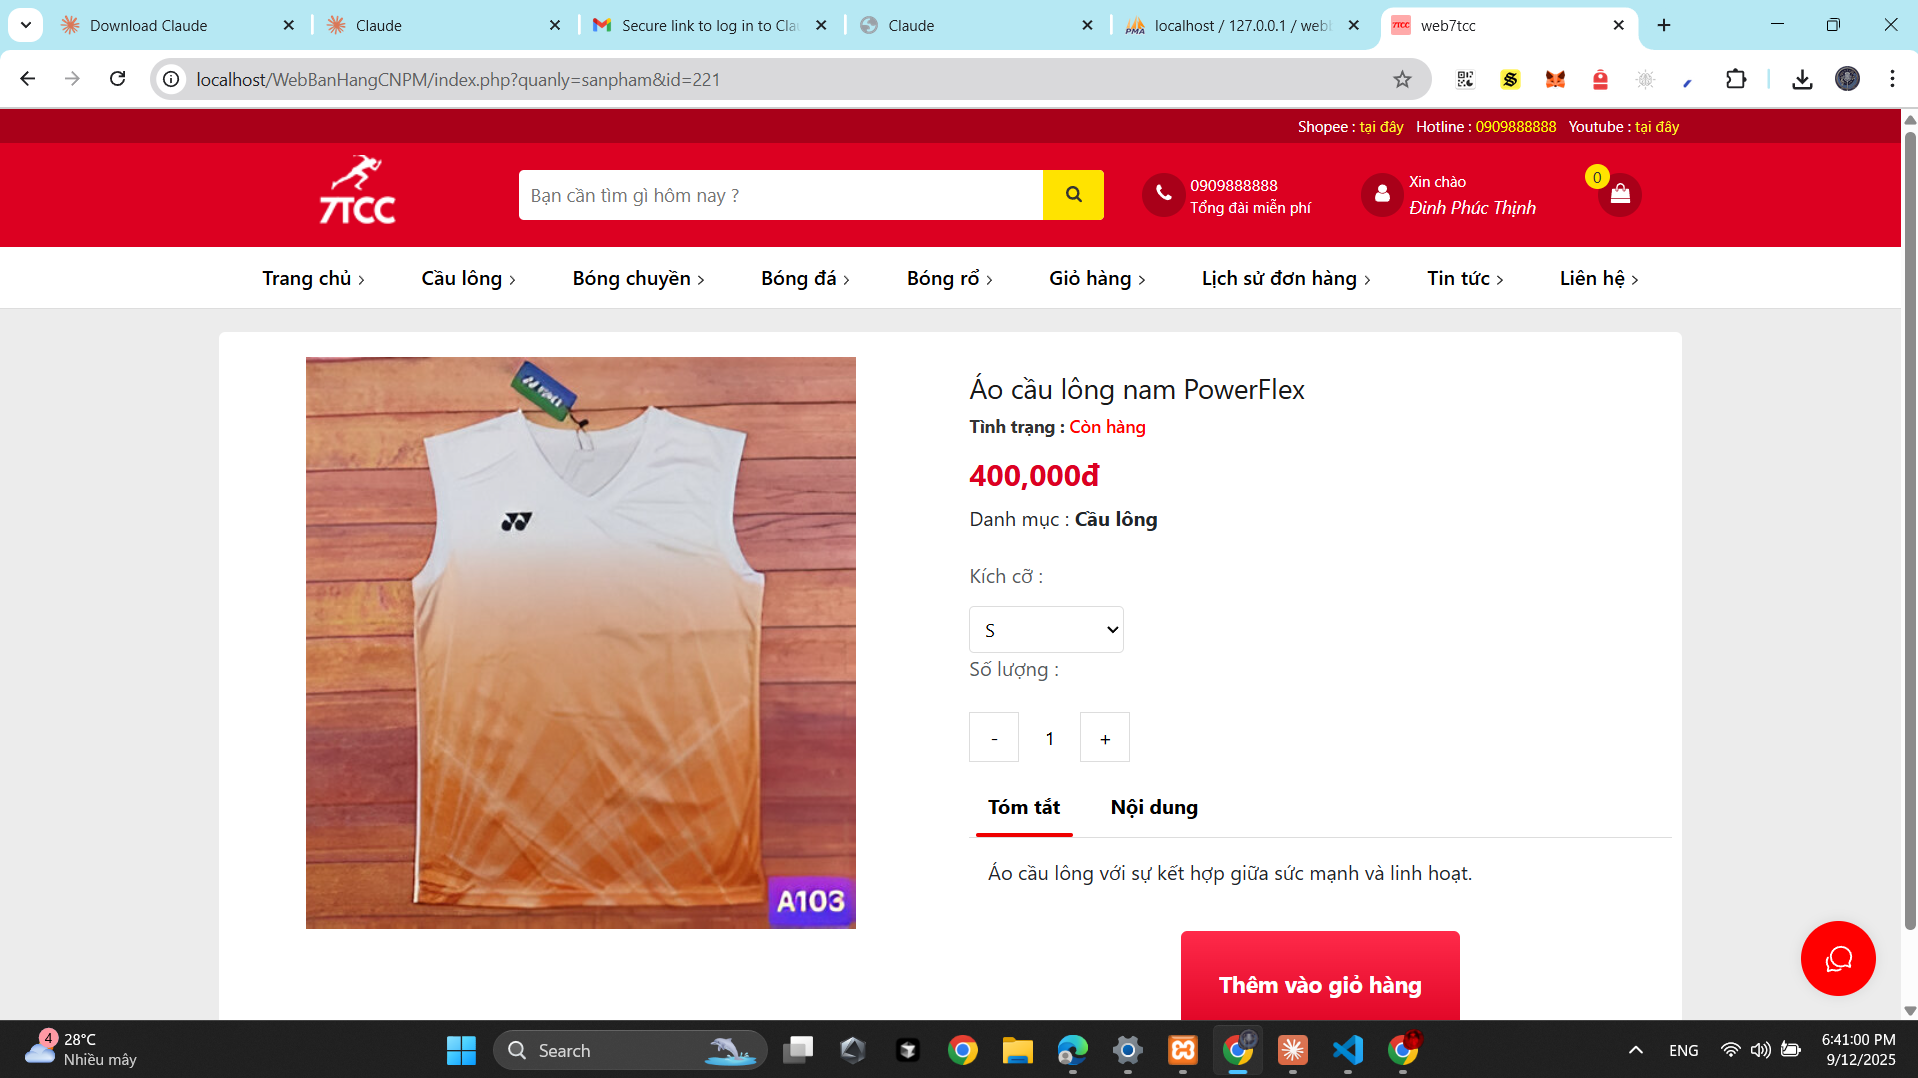 Download Claude
Claude
Secure link to log in to Cla
Claude
localhost / 127.0.0.1 / webb
web7tcc
localhost/WebBanHangCNPM/index.php?quanly=sanpham&id=221
Shopee : tại đây Hotline : 0909888888 Youtube : tại đây
7TCC
Bạn cần tìm gì hôm nay ?
0909888888
Tổng đài miễn phí
Xin chào
Đinh Phúc Thịnh
0
Trang chủ
Cầu lông
Bóng chuyền
Bóng đá
Bóng rổ
Giỏ hàng
Lịch sử đơn hàng
Tin tức
Liên hệ
A103
Áo cầu lông nam PowerFlex
Tình trạng : Còn hàng
400,000đ
Danh mục : Cầu lông
Kích cỡ :
S
Số lượng :
- 1 +
Tóm tắt
Nội dung
Áo cầu lông với sự kết hợp giữa sức mạnh và linh hoạt.
Thêm vào giỏ hàng
4
28°C
Nhiều mây
Search
ENG
6:41:00 PM
9/12/2025